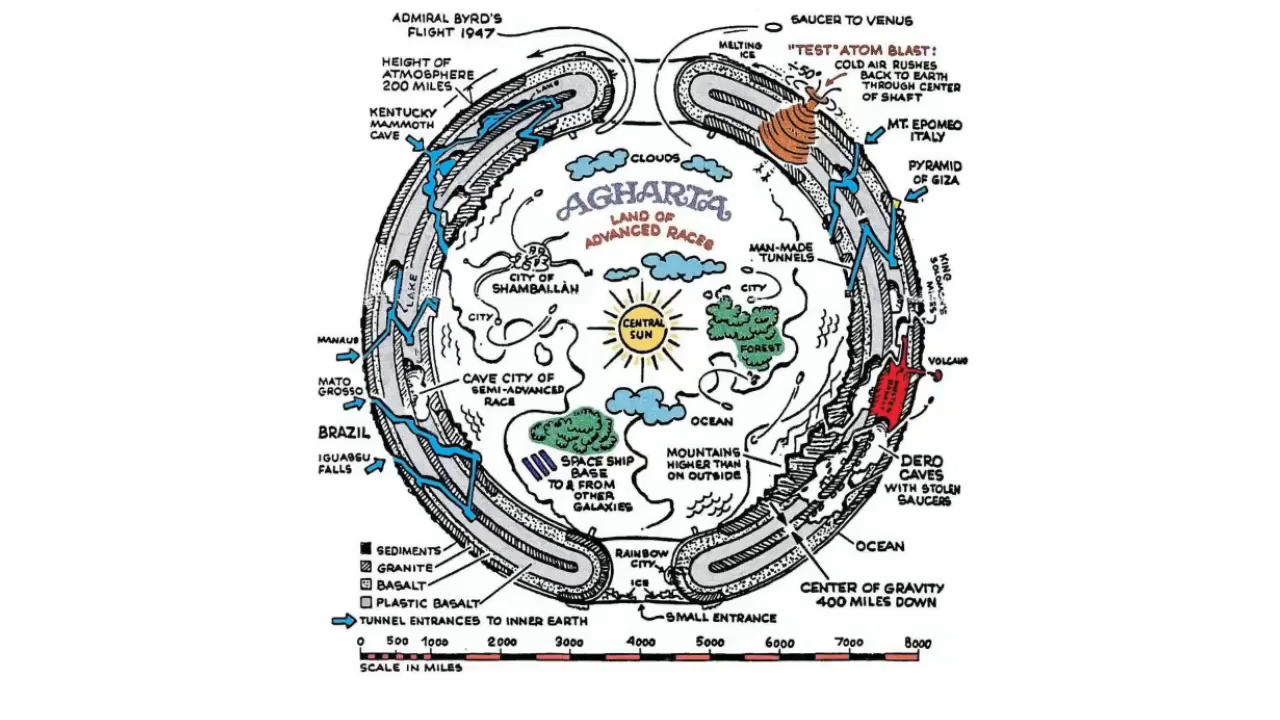 ADMIRAL BYRD'S
FLIGHT 1947
SAUCER TO VENUS
MELTING
ICE
"TEST" ATOM BLAST:
-50°
COLD AIR RUSHES
BACK TO EARTH
THROUGH CENTER
OF SHAFT
HEIGHT OF
ATMOSPHERE
200 MILES
LAKE
KENTUCKY
MAMMOTH
CAVE
MT. EPOMEO
ITALY
CLOUDS
PYRAMID
OF GIZA
AGHARTA
LAND OF
ADVANCED RACES
MAN-MADE
TUNNELS
KING
SOLOMON'S
MINES
CITY OF
SHAMBALLAH
CITY
LAKE
CITY
CENTRAL
SUN
FOREST
MANAUS
VOLCANO
MATO
GROSSO
CAVE CITY OF
SEMI-ADVANCED
RACE
OCEAN
BRAZIL
IGUASSU
FALLS
SPACE SHIP
BASE
TO & FROM
OTHER
GALAXIES
MOUNTAINS
HIGHER THAN
ON OUTSIDE
DERO
CAVES
WITH STOLEN
SAUCERS
OCEAN
RAINBOW
CITY
ICE
CENTER OF GRAVITY
400 MILES DOWN
SMALL ENTRANCE
SEDIMENTS
GRANITE
BASALT
PLASTIC BASALT
TUNNEL ENTRANCES TO INNER EARTH
0 500 1000 2000 3000 4000 5000 6000 7000 8000
SCALE IN MILES